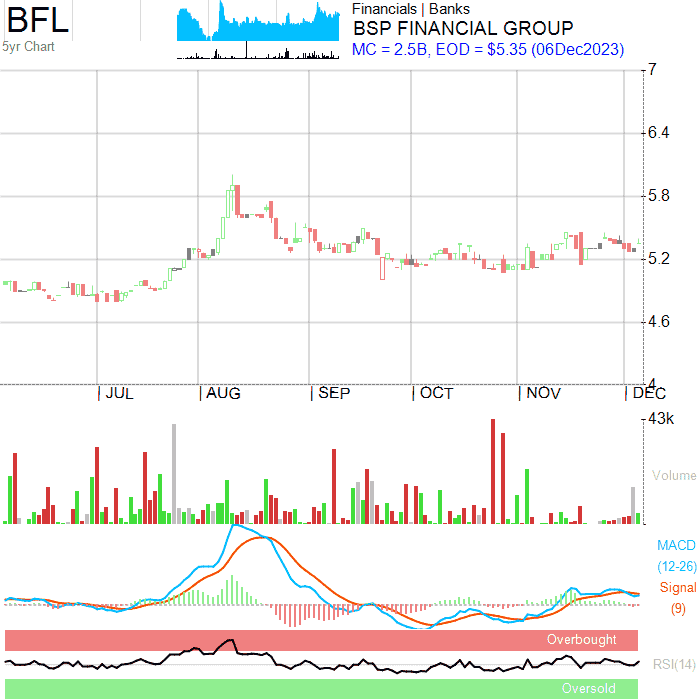 BFL
5yr Chart
Financials | Banks
BSP FINANCIAL GROUP
MC = 2.5B, EOD = $5.35 (06Dec2023)
7
6.4
5.8
5.2
4.6
4
| JUL | AUG | SEP | OCT | NOV | DEC
43k
Volume
MACD
(12-26)
Signal
(9)
Overbought
RSI(14)
Oversold